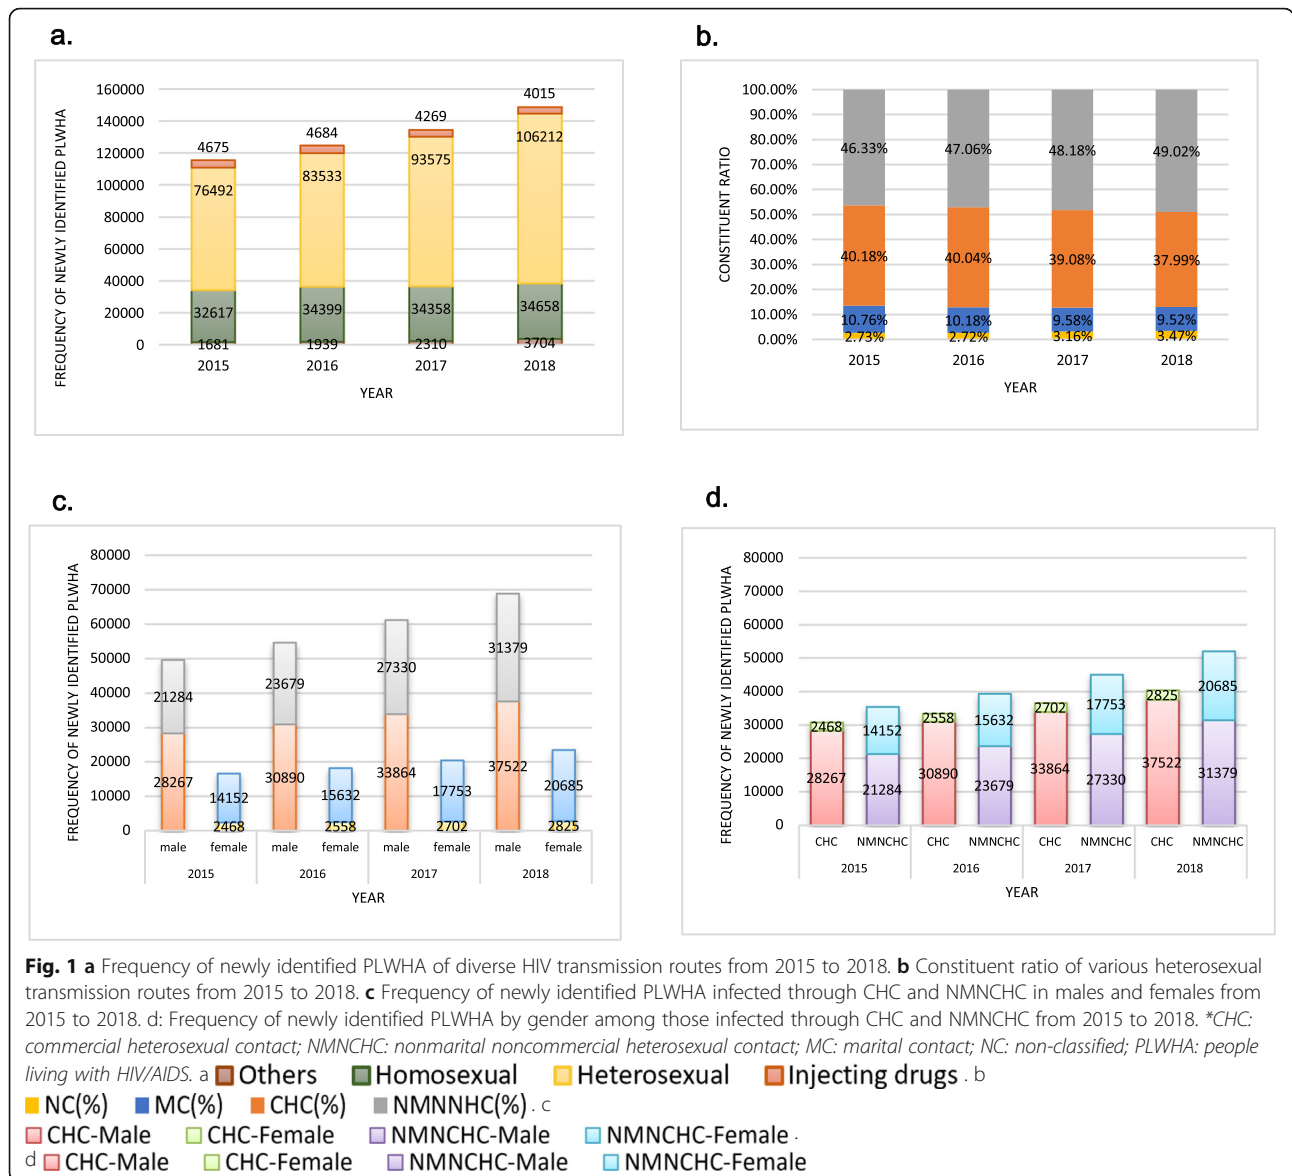 a.
FREQUENCY OF NEWLY IDENTIFIED PLWHA
160000
140000
120000
100000
80000
60000
40000
20000
0
4675
4684
4269
4015
76492
83533
93575
106212
32617
34399
34358
34658
1681
1939
2310
3704
2015 2016 2017 2018
YEAR
b.
CONSTITUENT RATIO
100.00%
90.00%
80.00%
70.00%
60.00%
50.00%
40.00%
30.00%
20.00%
10.00%
0.00%
46.33% 47.06% 48.18% 49.02%
40.18% 40.04% 39.08% 37.99%
10.76% 10.18% 9.58% 9.52%
2.73% 2.72% 3.16% 3.47%
2015 2016 2017 2018
YEAR
c.
FREQUENCY OF NEWLY IDENTIFIED PLWHA
80000
70000
60000
50000
40000
30000
20000
10000
0
21284 23679 27330 31379
28267 30890 33864 37522
14152 15632 17753 20685
2468 2558 2702 2825
male female male female male female male female
2015 2016 2017 2018
YEAR
d.
FREQUENCY OF NEWLY IDENTIFIED PLWHA
80000
70000
60000
50000
40000
30000
20000
10000
0
2468 2558 2702 2825
28267 30890 33864 37522
14152 15632 17753 20685
21284 23679 27330 31379
CHC NMNCHC CHC NMNCHC CHC NMNCHC CHC NMNCHC
2015 2016 2017 2018
YEAR
Fig. 1 a Frequency of newly identified PLWHA of diverse HIV transmission routes from 2015 to 2018. b Constituent ratio of various heterosexual
transmission routes from 2015 to 2018. c Frequency of newly identified PLWHA infected through CHC and NMNCHC in males and females from
2015 to 2018. d: Frequency of newly identified PLWHA by gender among those infected through CHC and NMNCHC from 2015 to 2018. *CHC:
commercial heterosexual contact; NMNCHC: nonmarital noncommercial heterosexual contact; MC: marital contact; NC: non-classified; PLWHA: people
living with HIV/AIDS. a Others Homosexual Heterosexual Injecting drugs . b
NC(%) MC(%) CHC(%) NMNNHC(%) . c
CHC-Male CHC-Female NMNCHC-Male NMNCHC-Female .
d CHC-Male CHC-Female NMNCHC-Male NMNCHC-Female